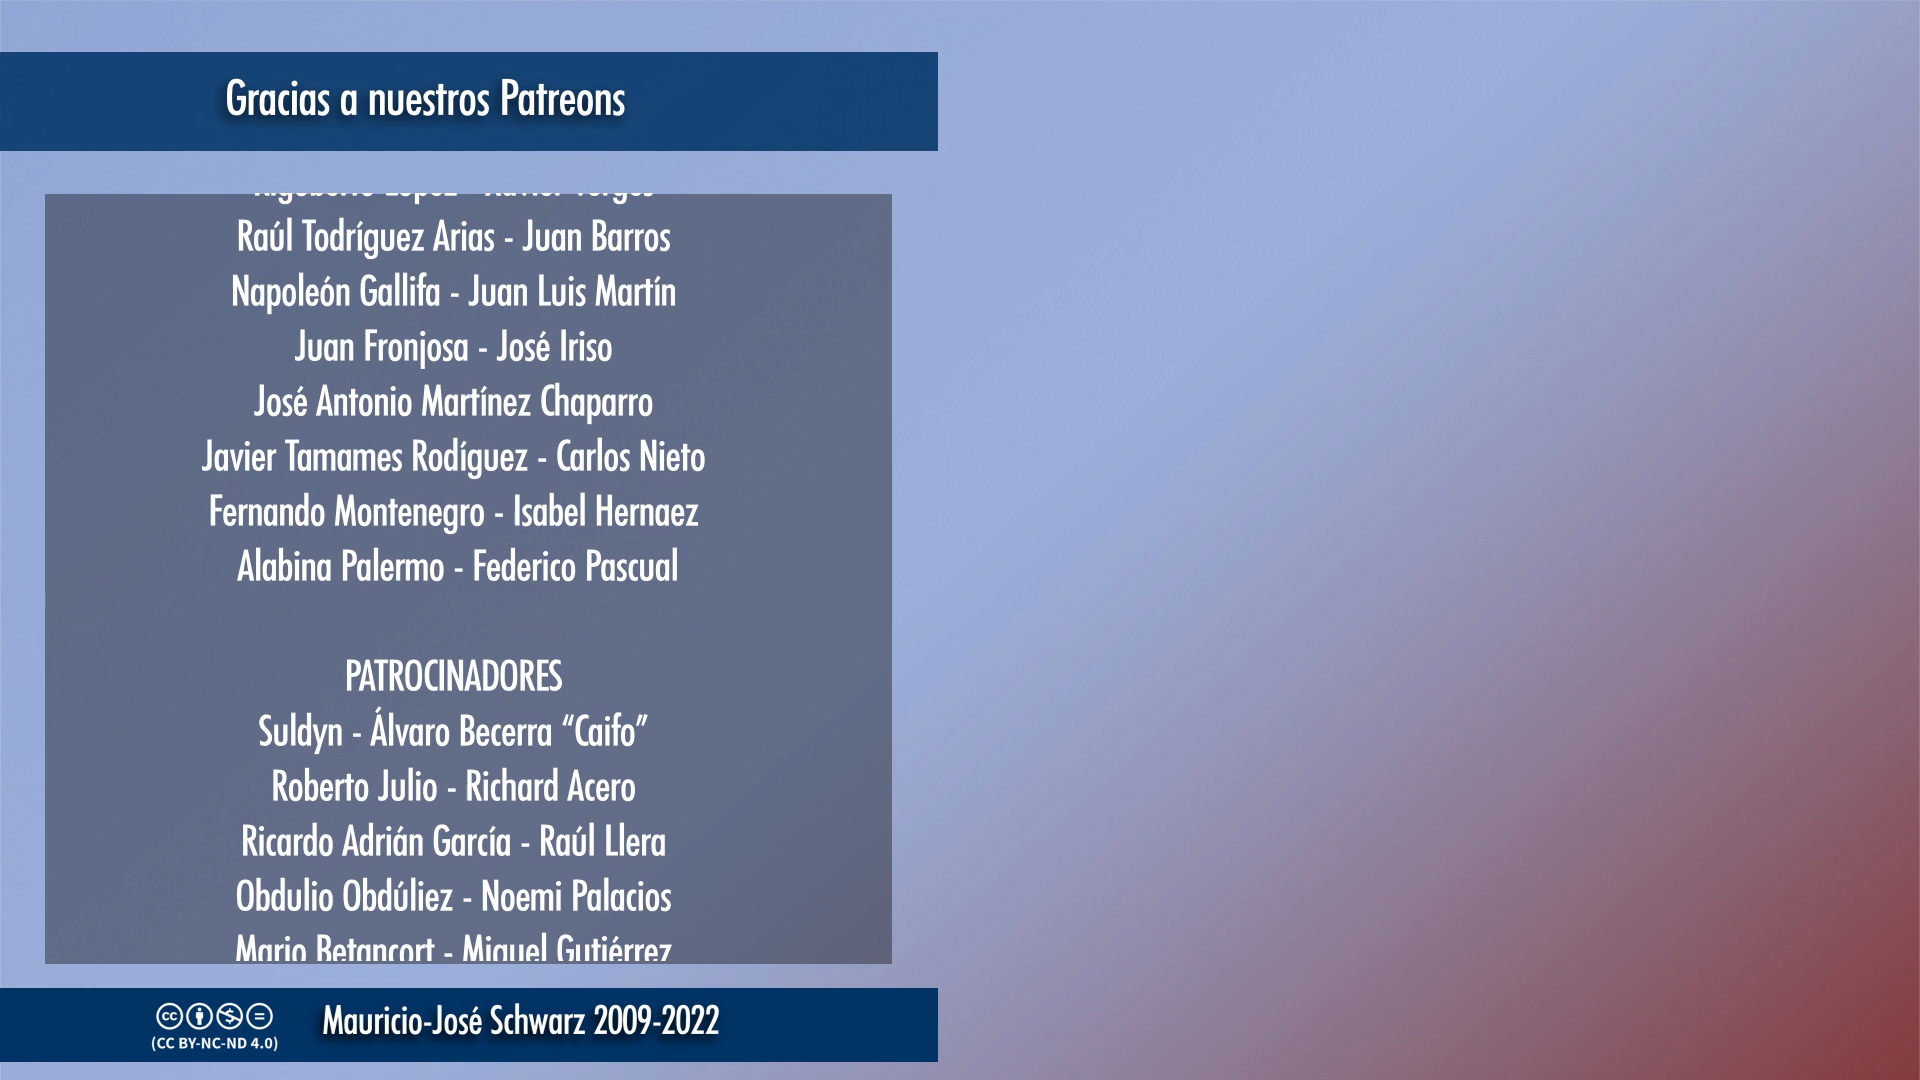 Gracias a nuestros Patreons
Raúl Todríguez Arias - Juan Barros
Napoleón Gallifa - Juan Luis Martín
Juan Fronjosa - José Iriso
José Antonio Martínez Chaparro
Javier Tamames Rodíguez - Carlos Nieto
Fernando Montenegro - Isabel Hernaez
Alabina Palermo - Federico Pascual
PATROCINADORES
Suldyn - Álvaro Becerra “Caifo”
Roberto Julio - Richard Acero
Ricardo Adrián García - Raúl Llera
Obdulio Obdúliez - Noemi Palacios
Mario Betancort - Miguel Gutiérrez
Mauricio-José Schwarz 2009-2022
(CC BY-NC-ND 4.0)